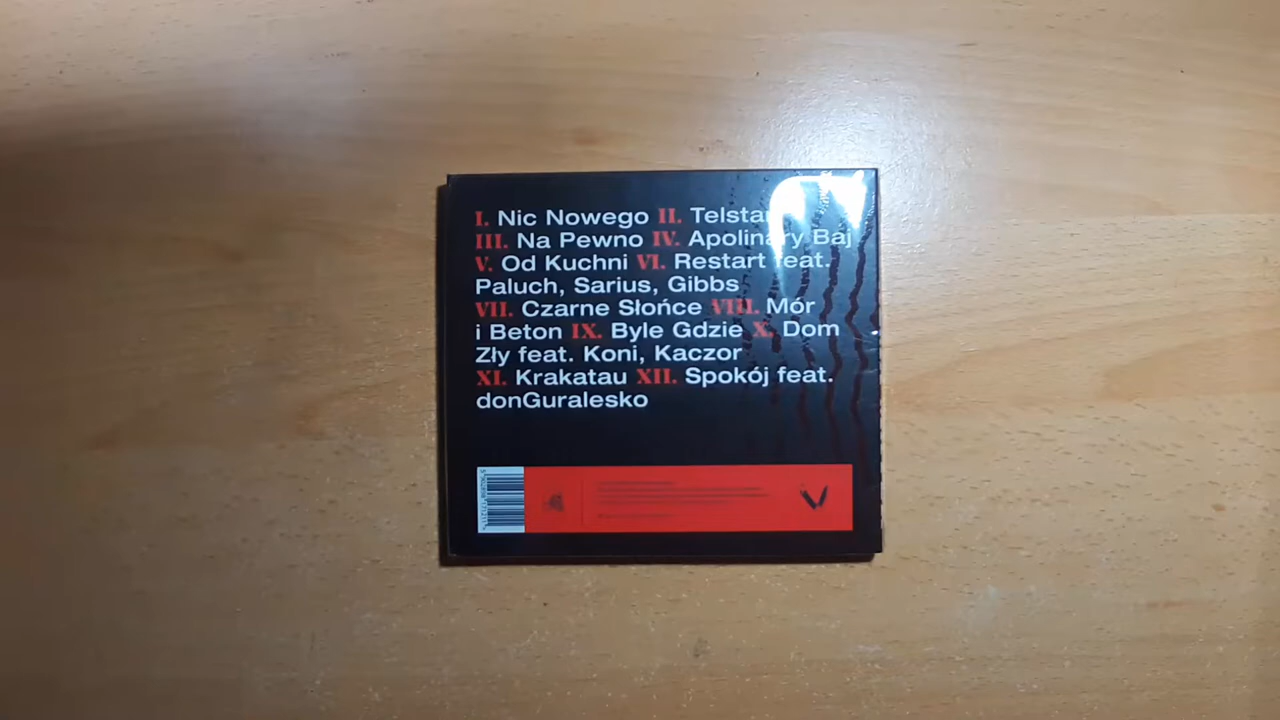 I. Nic Nowego II. Telstar
III. Na Pewno IV. Apolinary Baj
V. Od Kuchni VI. Restart feat.
Paluch, Sarius, Gibbs
VII. Czarne Słońce VIII. Mór
i Beton IX. Byle Gdzie X. Dom
Zły feat. Koni, Kaczor
XI. Krakatau XII. Spokój feat.
donGuralesko